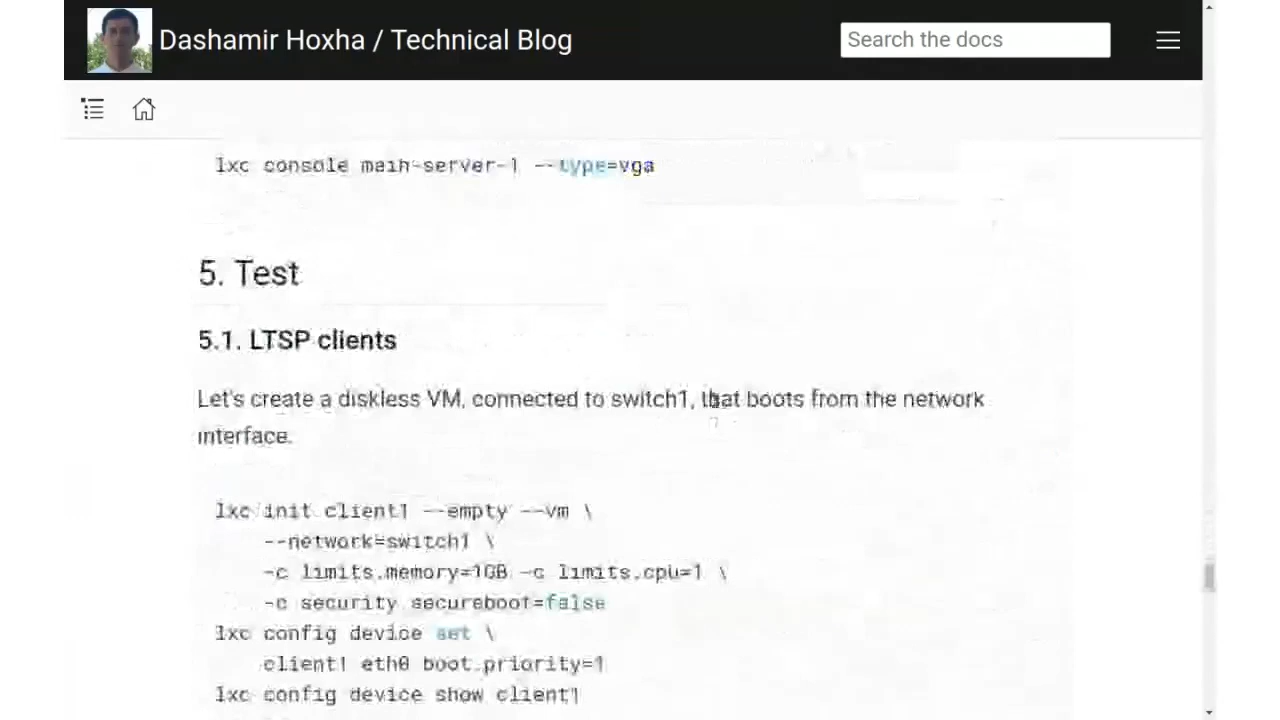 Dashamir Hoxha / Technical Blog
Search the docs
lxc console main-server-1 --type=vga
5. Test
5.1. LTSP clients
Let's create a diskless VM, connected to switch1, that boots from the network
interface.
lxc init client1 --empty --vm \
--network=switch1 \
-c limits.memory=1GB -c limits.cpu=1 \
-c security.secureboot=false
lxc config device set \
client1 eth0 boot.priority=1
lxc config device show client1